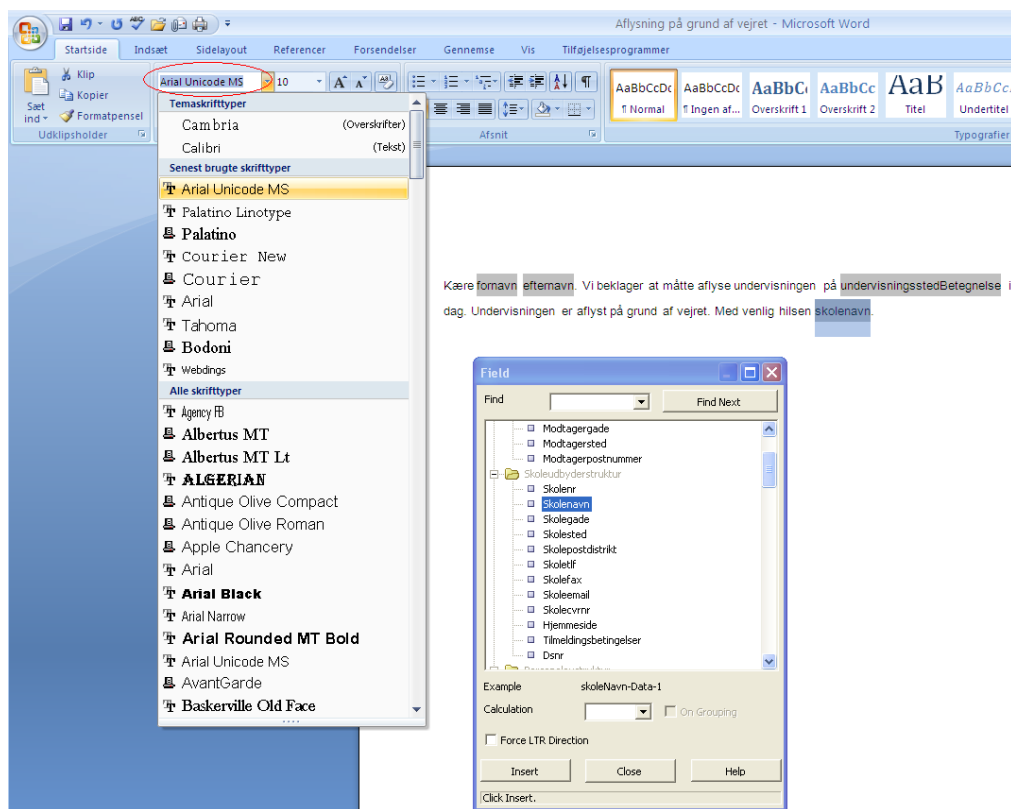 Aflysning på grund af vejret - Microsoft Word
Startside Indsæt Sidelayout Referencer Forsendelser Gennemse Vis Tilføjelsesprogrammer
Klip
Kopier
Formatpensel
Sæt
ind
Udklipsholder
Arial Unicode MS 10
Afsnit
AaBbCcDc AaBbCcDc AaBbC AaBbCc AaB AaBbCc
¶ Normal ¶ Ingen af... Overskrift 1 Overskrift 2 Titel Undertitel
Typografier
Temaskrifttyper
Cambria (Overskrifter)
Calibri (Tekst)
Senest brugte skrifttyper
Arial Unicode MS
Palatino Linotype
Palatino
Courier New
Courier
Arial
Tahoma
Bodoni
Webdings
Alle skrifttyper
Agency FB
Albertus MT
Albertus MT Lt
ALGERIAN
Antique Olive Compact
Antique Olive Roman
Apple Chancery
Arial
Arial Black
Arial Narrow
Arial Rounded MT Bold
Arial Unicode MS
AvantGarde
Baskerville Old Face
Kære fornavn efternavn. Vi beklager at måtte aflyse undervisningen på undervisningsstedBetegnelse i
dag. Undervisningen er aflyst på grund af vejret. Med venlig hilsen skolenavn.
Field
Find Find Next
Modtagergade
Modtagersted
Modtagerpostnummer
Skoleudbyderstruktur
Skolenr
Skolenavn
Skolegade
Skolested
Skolepostdistrikt
Skoletlf
Skolefax
Skoleemail
Skolecvrnr
Hjemmeside
Tilmeldingsbetingelser
Dsnr
Example skoleNavn-Data-1
Calculation On Grouping
Force LTR Direction
Insert Close Help
Click Insert.